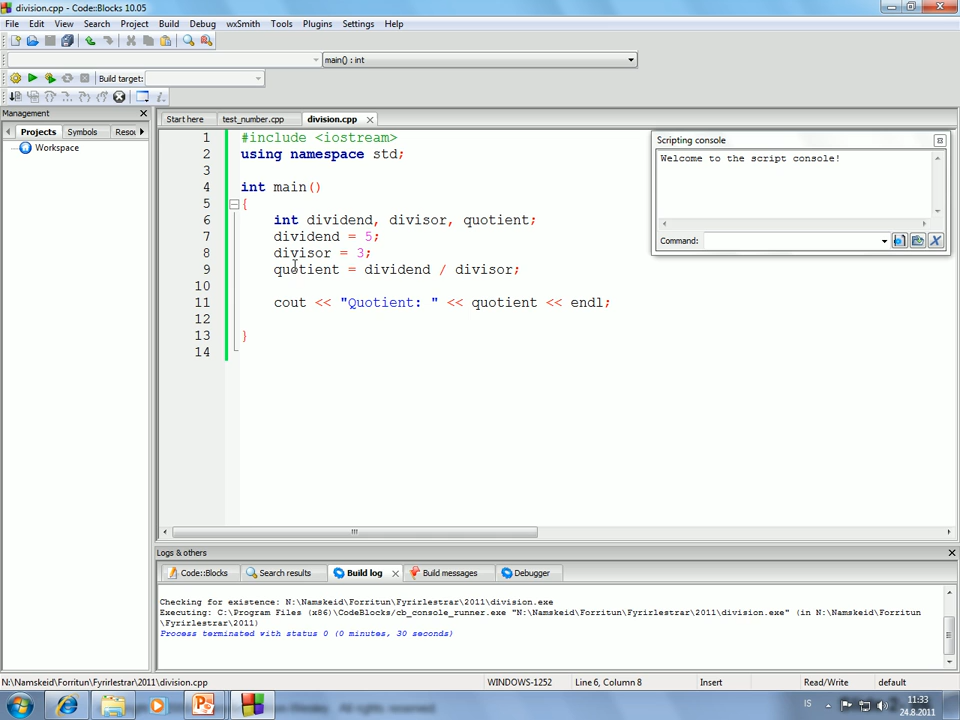 division.cpp - Code::Blocks 10.05
File Edit View Search Project Build Debug wxSmith Tools Plugins Settings Help
main() : int
Build target:
Management
Projects Symbols Resou
Workspace
Start here test_number.cpp division.cpp
1 #include <iostream>
2 using namespace std;
3
4 int main()
5 {
6 int dividend, divisor, quotient;
7 dividend = 5;
8 divisor = 3;
9 quotient = dividend / divisor;
10
11 cout << "Quotient: " << quotient << endl;
12
13 }
14
Scripting console
Welcome to the script console!
Command:
Logs & others
Code::Blocks Search results Build log Build messages Debugger
Checking for existence: N:\Namskeid\Forritun\Fyrirlestrar\2011\division.exe
Executing: C:\Program Files (x86)\CodeBlocks/cb_console_runner.exe "N:\Namskeid\Forritun\Fyrirlestrar\2011\division.exe" (in N:\Namskeid\Forritun
\Fyrirlestrar\2011)
Process terminated with status 0 (0 minutes, 30 seconds)
N:\Namskeid\Forritun\Fyrirlestrar\2011\division.cpp WINDOWS-1252 Line 6, Column 8 Insert Read/Write default
IS 11:33
24.8.2011
All rights reserved